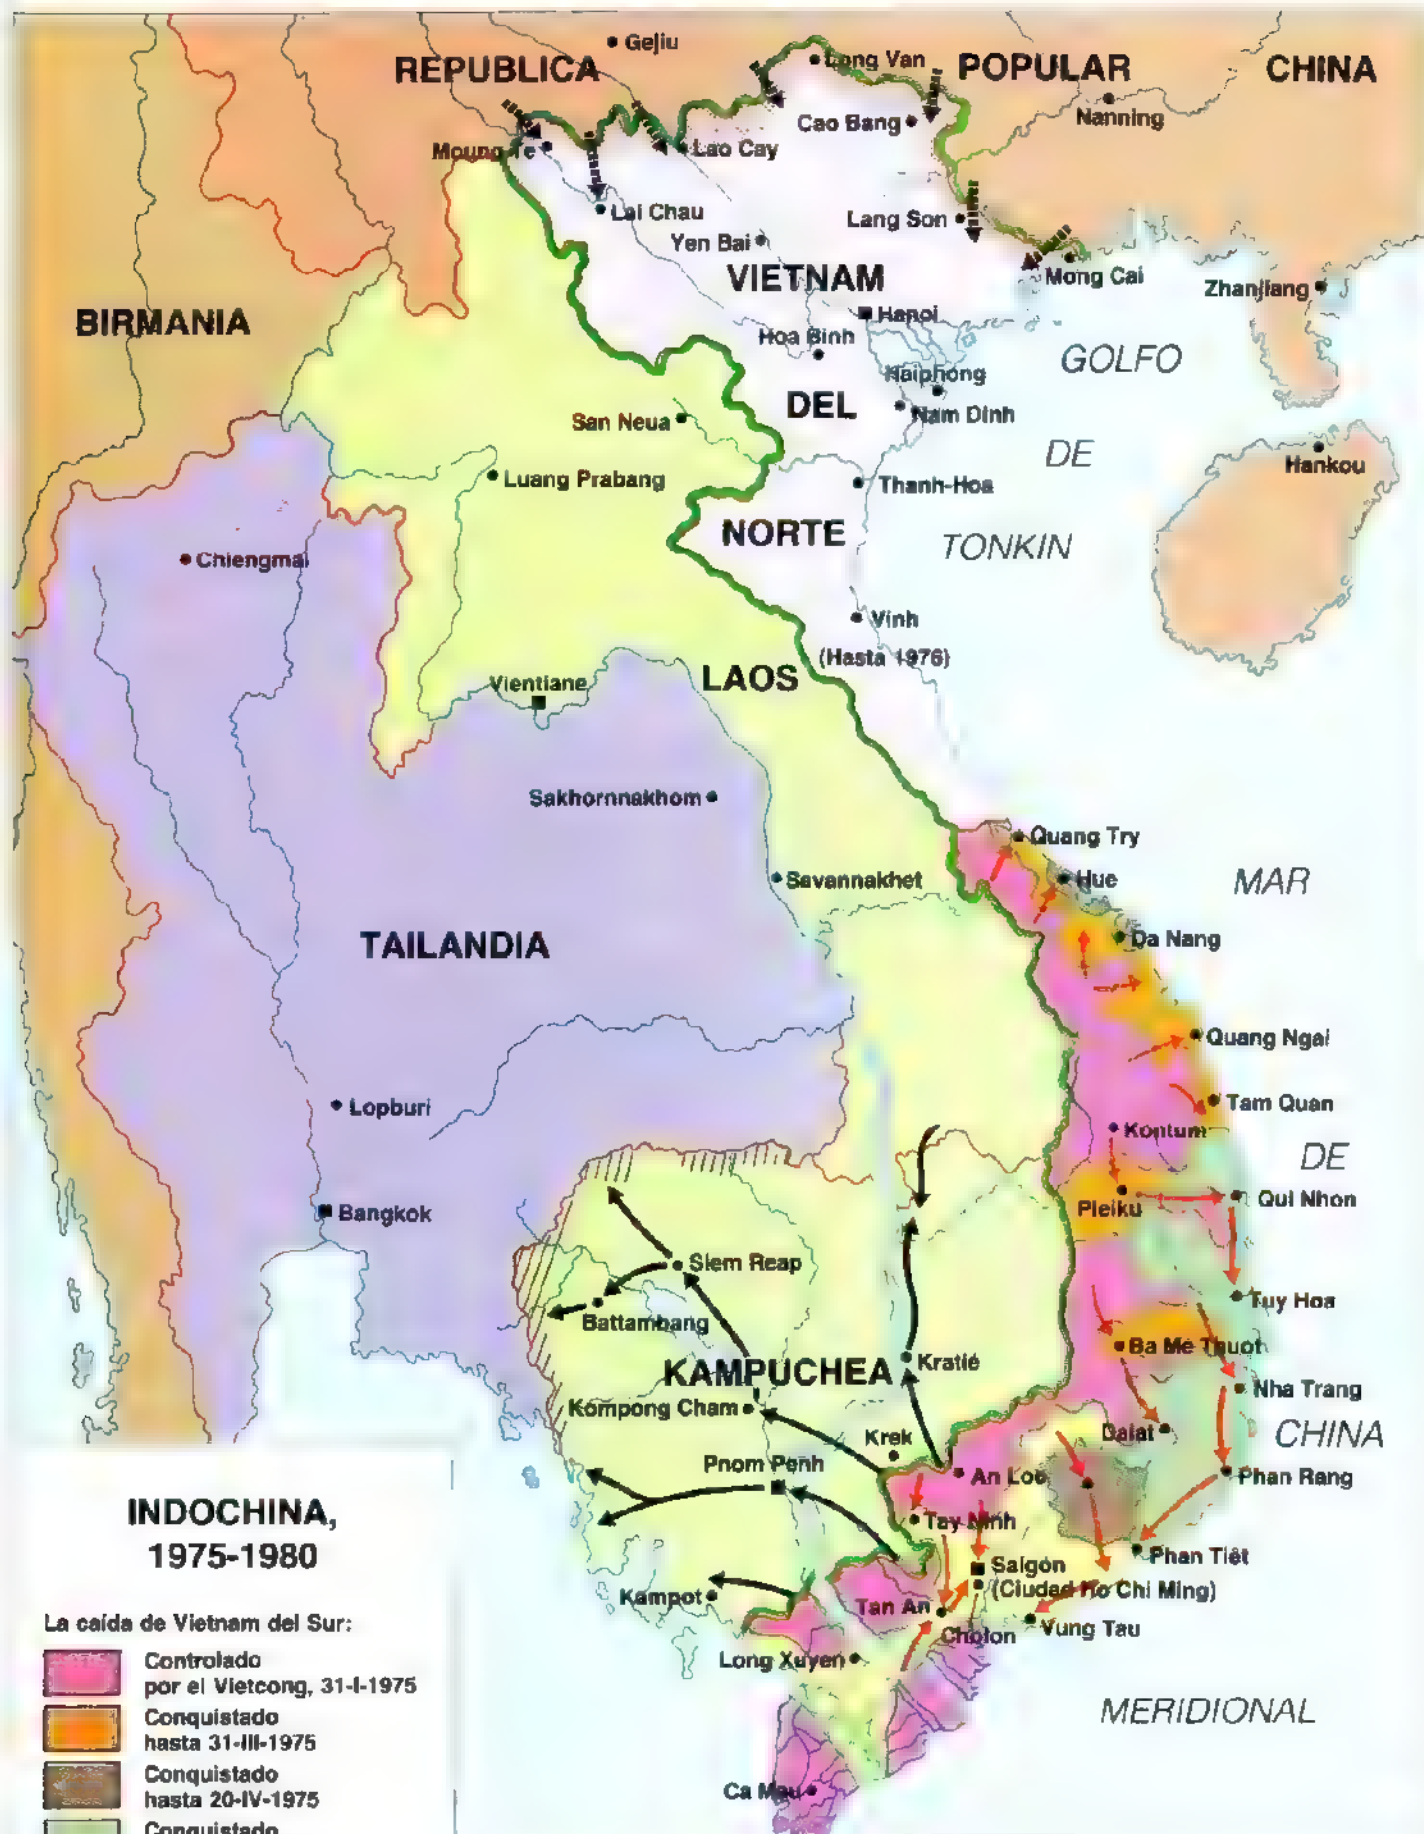 Gejiu
REPUBLICA
Long Van
POPULAR
CHINA
Cao Bang
Nanning
Moung Te
Lao Cay
Lai Chau
Lang Son
Yen Bai
VIETNAM
Mong Cai
Zhanjiang
BIRMANIA
Hanoi
Hoa Binh
GOLFO
Haiphong
DEL
Nam Dinh
San Neua
DE
Hankou
Luang Prabang
Thanh-Hoa
NORTE
TONKIN
Chiengmai
Vinh
(Hasta 1976)
LAOS
Vientiane
Sakhornnakhom
Quang Try
Savannakhet
Hue
MAR
TAILANDIA
Da Nang
Quang Ngai
Lopburi
Tam Quan
Kontum
DE
Bangkok
Pleiku
Qui Nhon
Siem Reap
Tuy Hoa
Battambang
Ba Me Thuot
KAMPUCHEA
Kratié
Nha Trang
Kompong Cham
Dalat
CHINA
Krek
Pnom Penh
An Loc
Phan Rang
INDOCHINA,
1975-1980
Tay Ninh
Phan Tiêt
Saigón
(Ciudad Ho Chi Ming)
Kampot
Tan An
Cholon
Vung Tau
La caída de Vietnam del Sur:
Long Xuyen
Controlado
por el Vietcong, 31-I-1975
MERIDIONAL
Conquistado
hasta 31-III-1975
Conquistado
hasta 20-IV-1975
Ca Mau
Conquistado